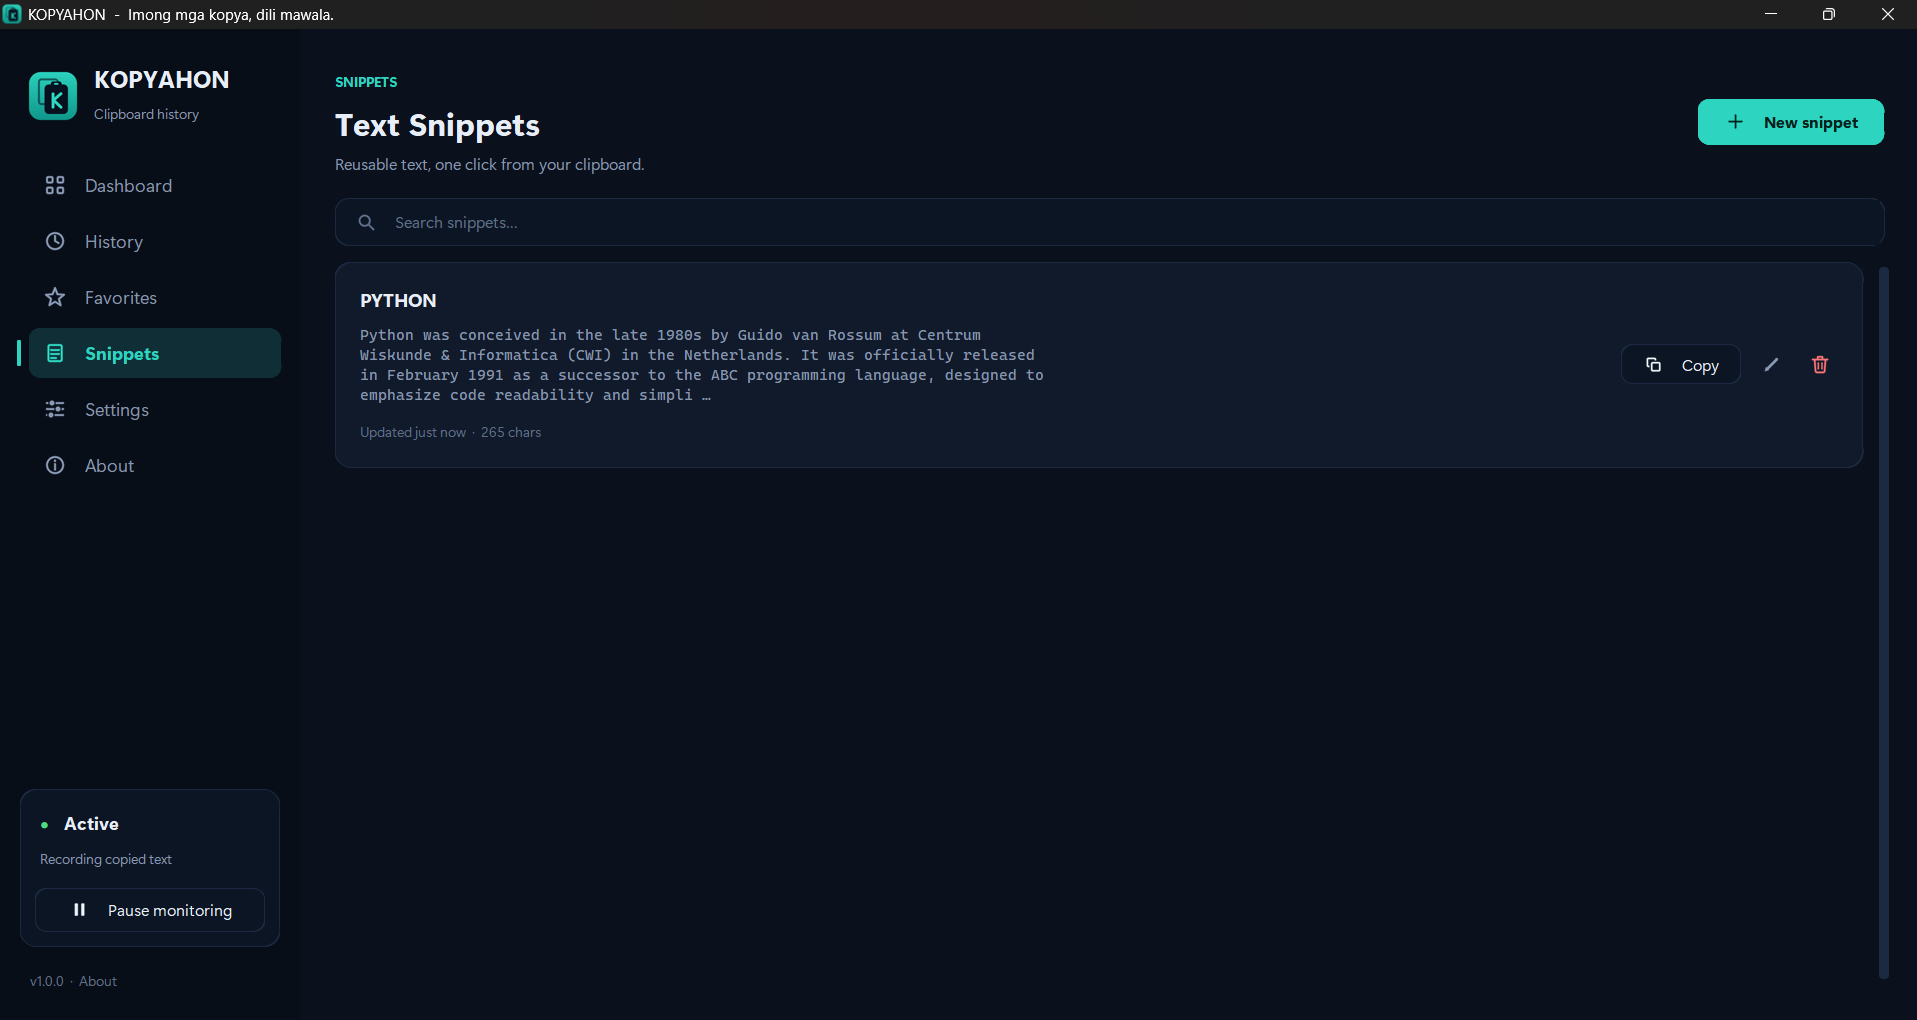 KOPYAHON - Imong mga kopya, dili mawala.
K
KOPYAHON
Clipboard history
Dashboard
History
Favorites
Snippets
Settings
About
Active
Recording copied text
Pause monitoring
v1.0.0 · About
SNIPPETS
Text Snippets
Reusable text, one click from your clipboard.
New snippet
Search snippets...
PYTHON
Python was conceived in the late 1980s by Guido van Rossum at Centrum
Wiskunde & Informatica (CWI) in the Netherlands. It was officially released
in February 1991 as a successor to the ABC programming language, designed to
emphasize code readability and simpli …
Updated just now · 265 chars
Copy